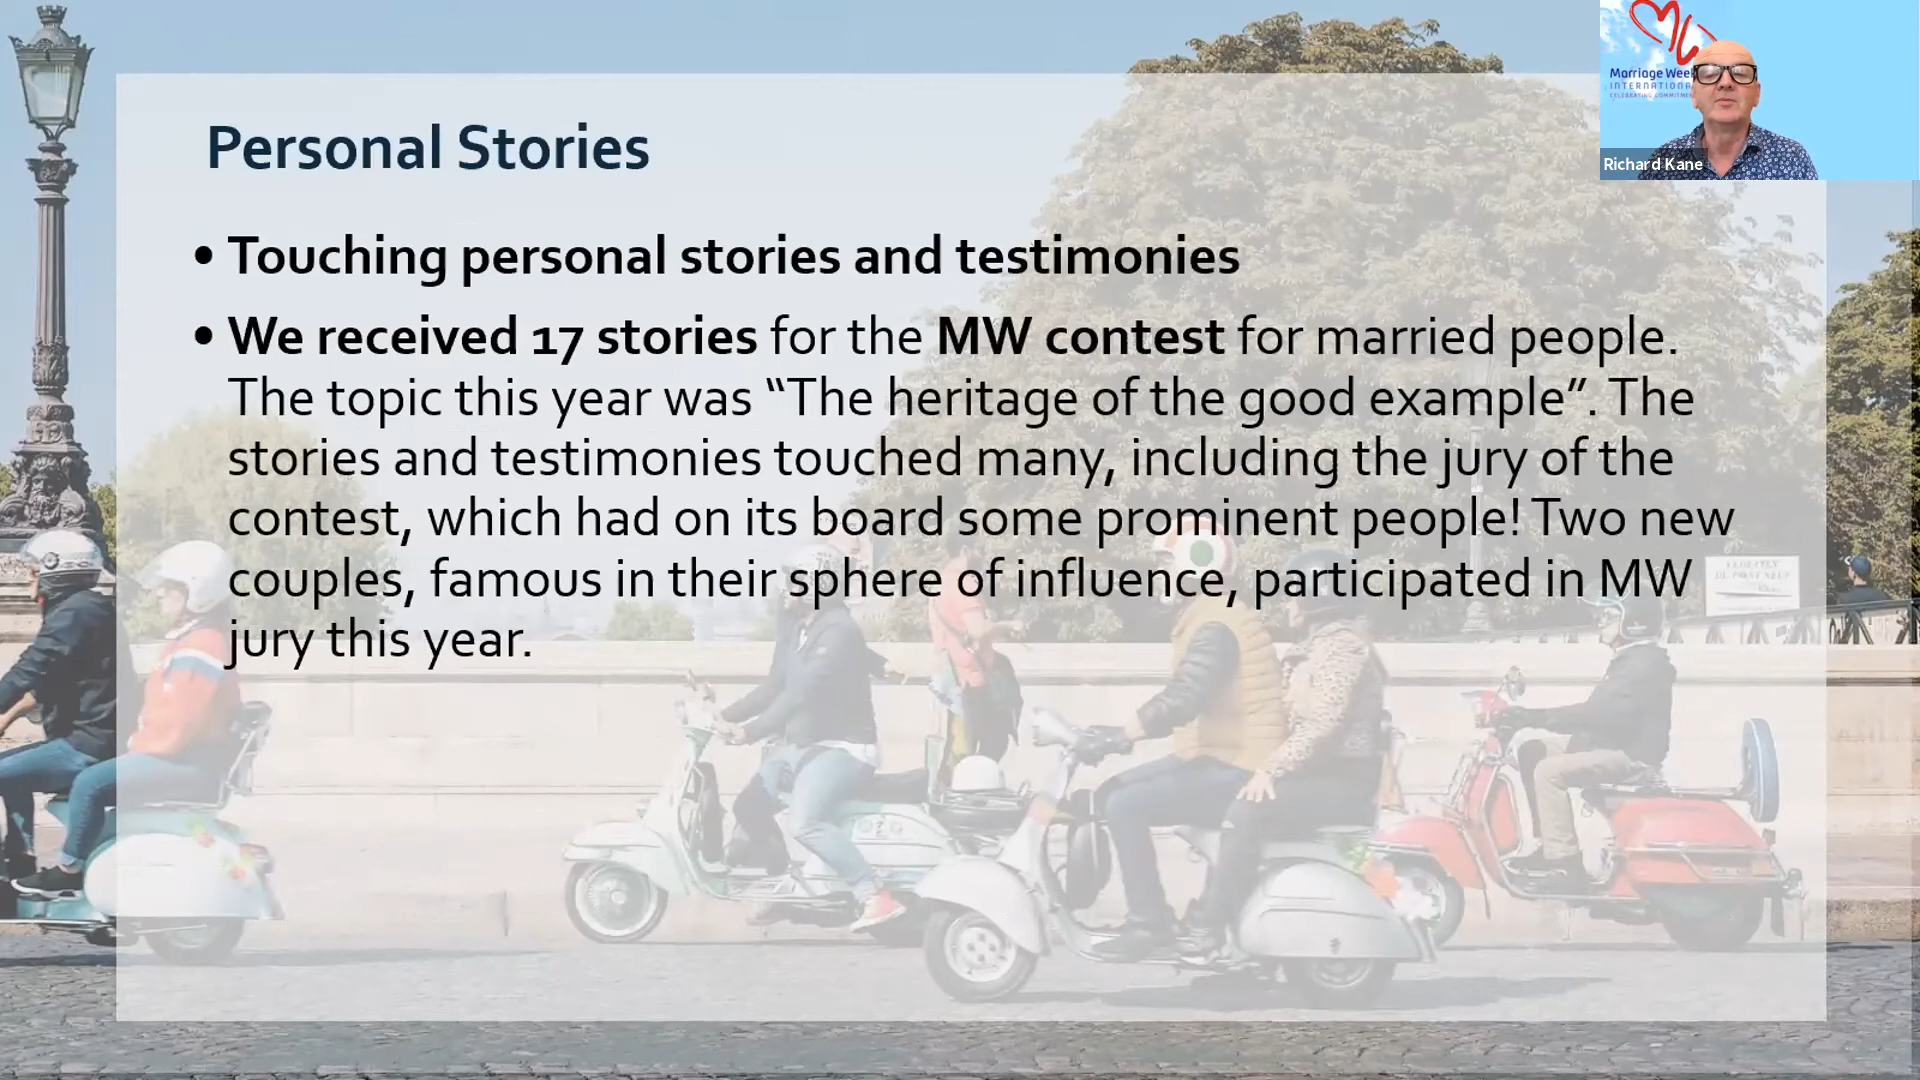 Marriage Week
INTERNATIONAL
Richard Kane
Personal Stories
• Touching personal stories and testimonies
• We received 17 stories for the MW contest for married people.
The topic this year was “The heritage of the good example”. The
stories and testimonies touched many, including the jury of the
contest, which had on its board some prominent people! Two new
couples, famous in their sphere of influence, participated in MW
jury this year.